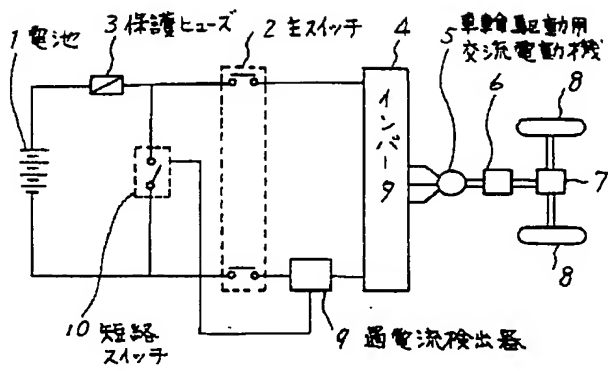 1 電池
3 保護ヒューズ
2 主スイッチ
4
インバータ
5
車輪駆動用
交流電動機
6
8
7
8
10 短絡
スイッチ
9 過電流検出器